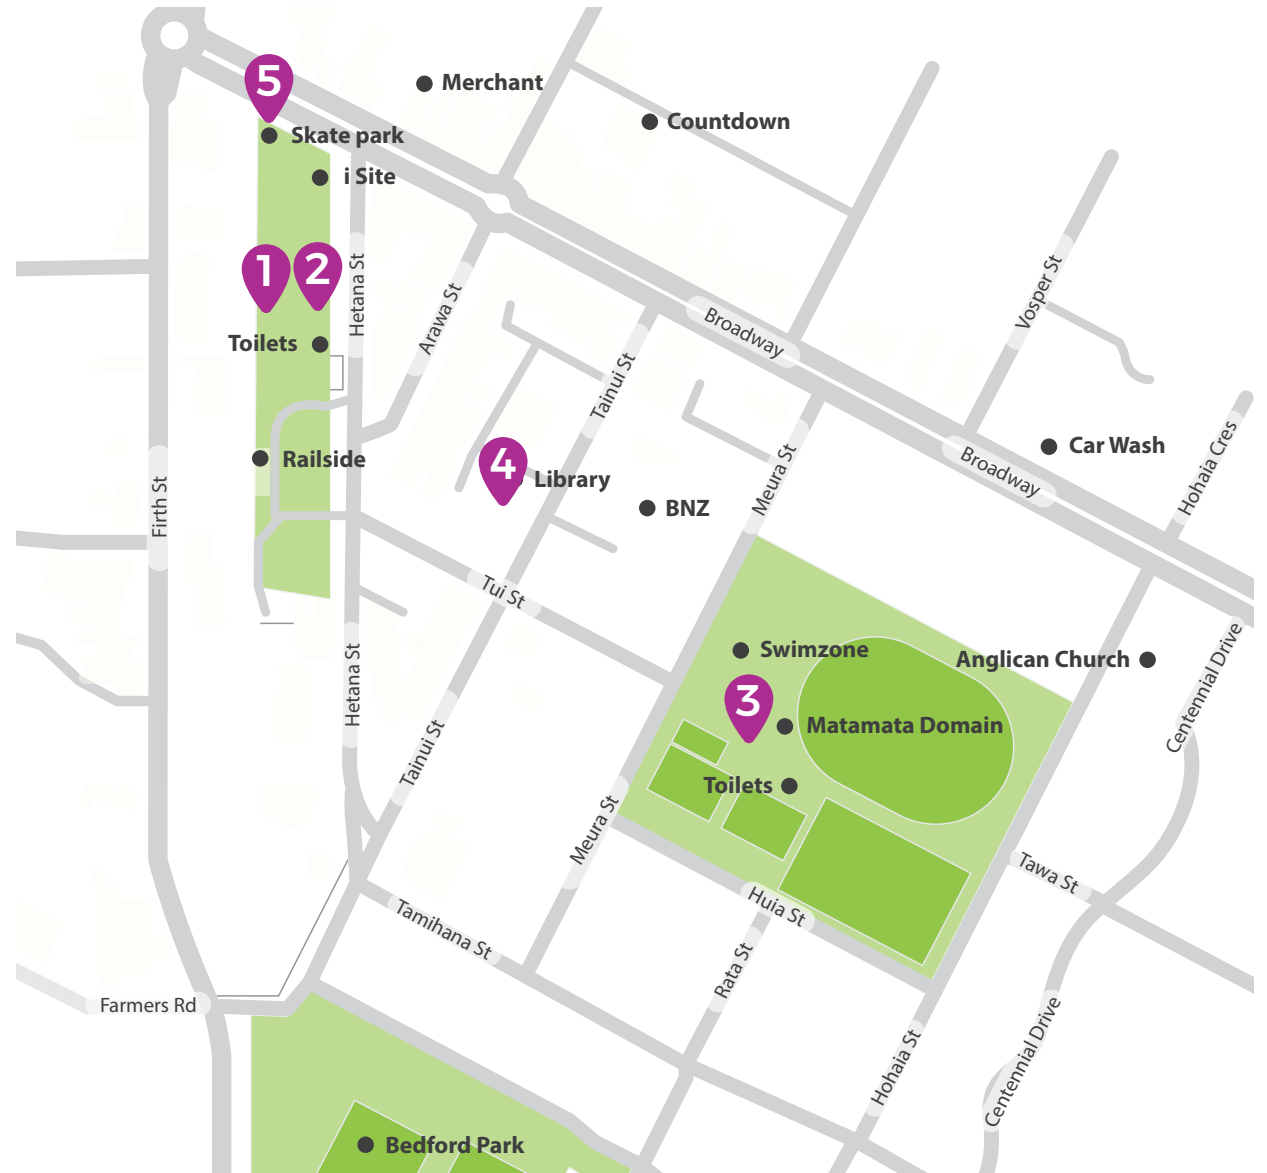 5
Merchant
Countdown
Skate park
i Site
1
2
Hetana St
Vosper St
Arawa St
Broadway
Toilets
Tainui St
Car Wash
Hohaia Cres
Broadway
Railside
4
Library
Meura St
Firth St
BNZ
Tui St
Swimzone
Anglican Church
Centennial Drive
Hetana St
3
Matamata Domain
Tainui St
Toilets
Meura St
Tawa St
Huia St
Tamihana St
Rata St
Farmers Rd
Centennial Drive
Hohaia St
Bedford Park